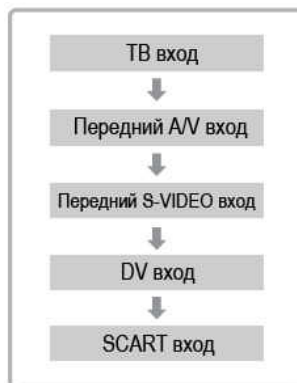 ТВ вход
Передний A/V вход
Передний S-VIDEO вход
DV вход
SCART вход